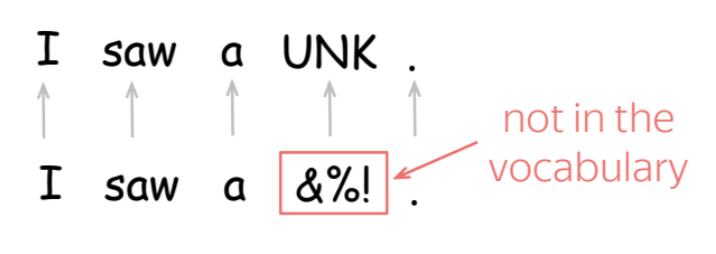 I saw a UNK .
not in the
vocabulary
I saw a &%! .